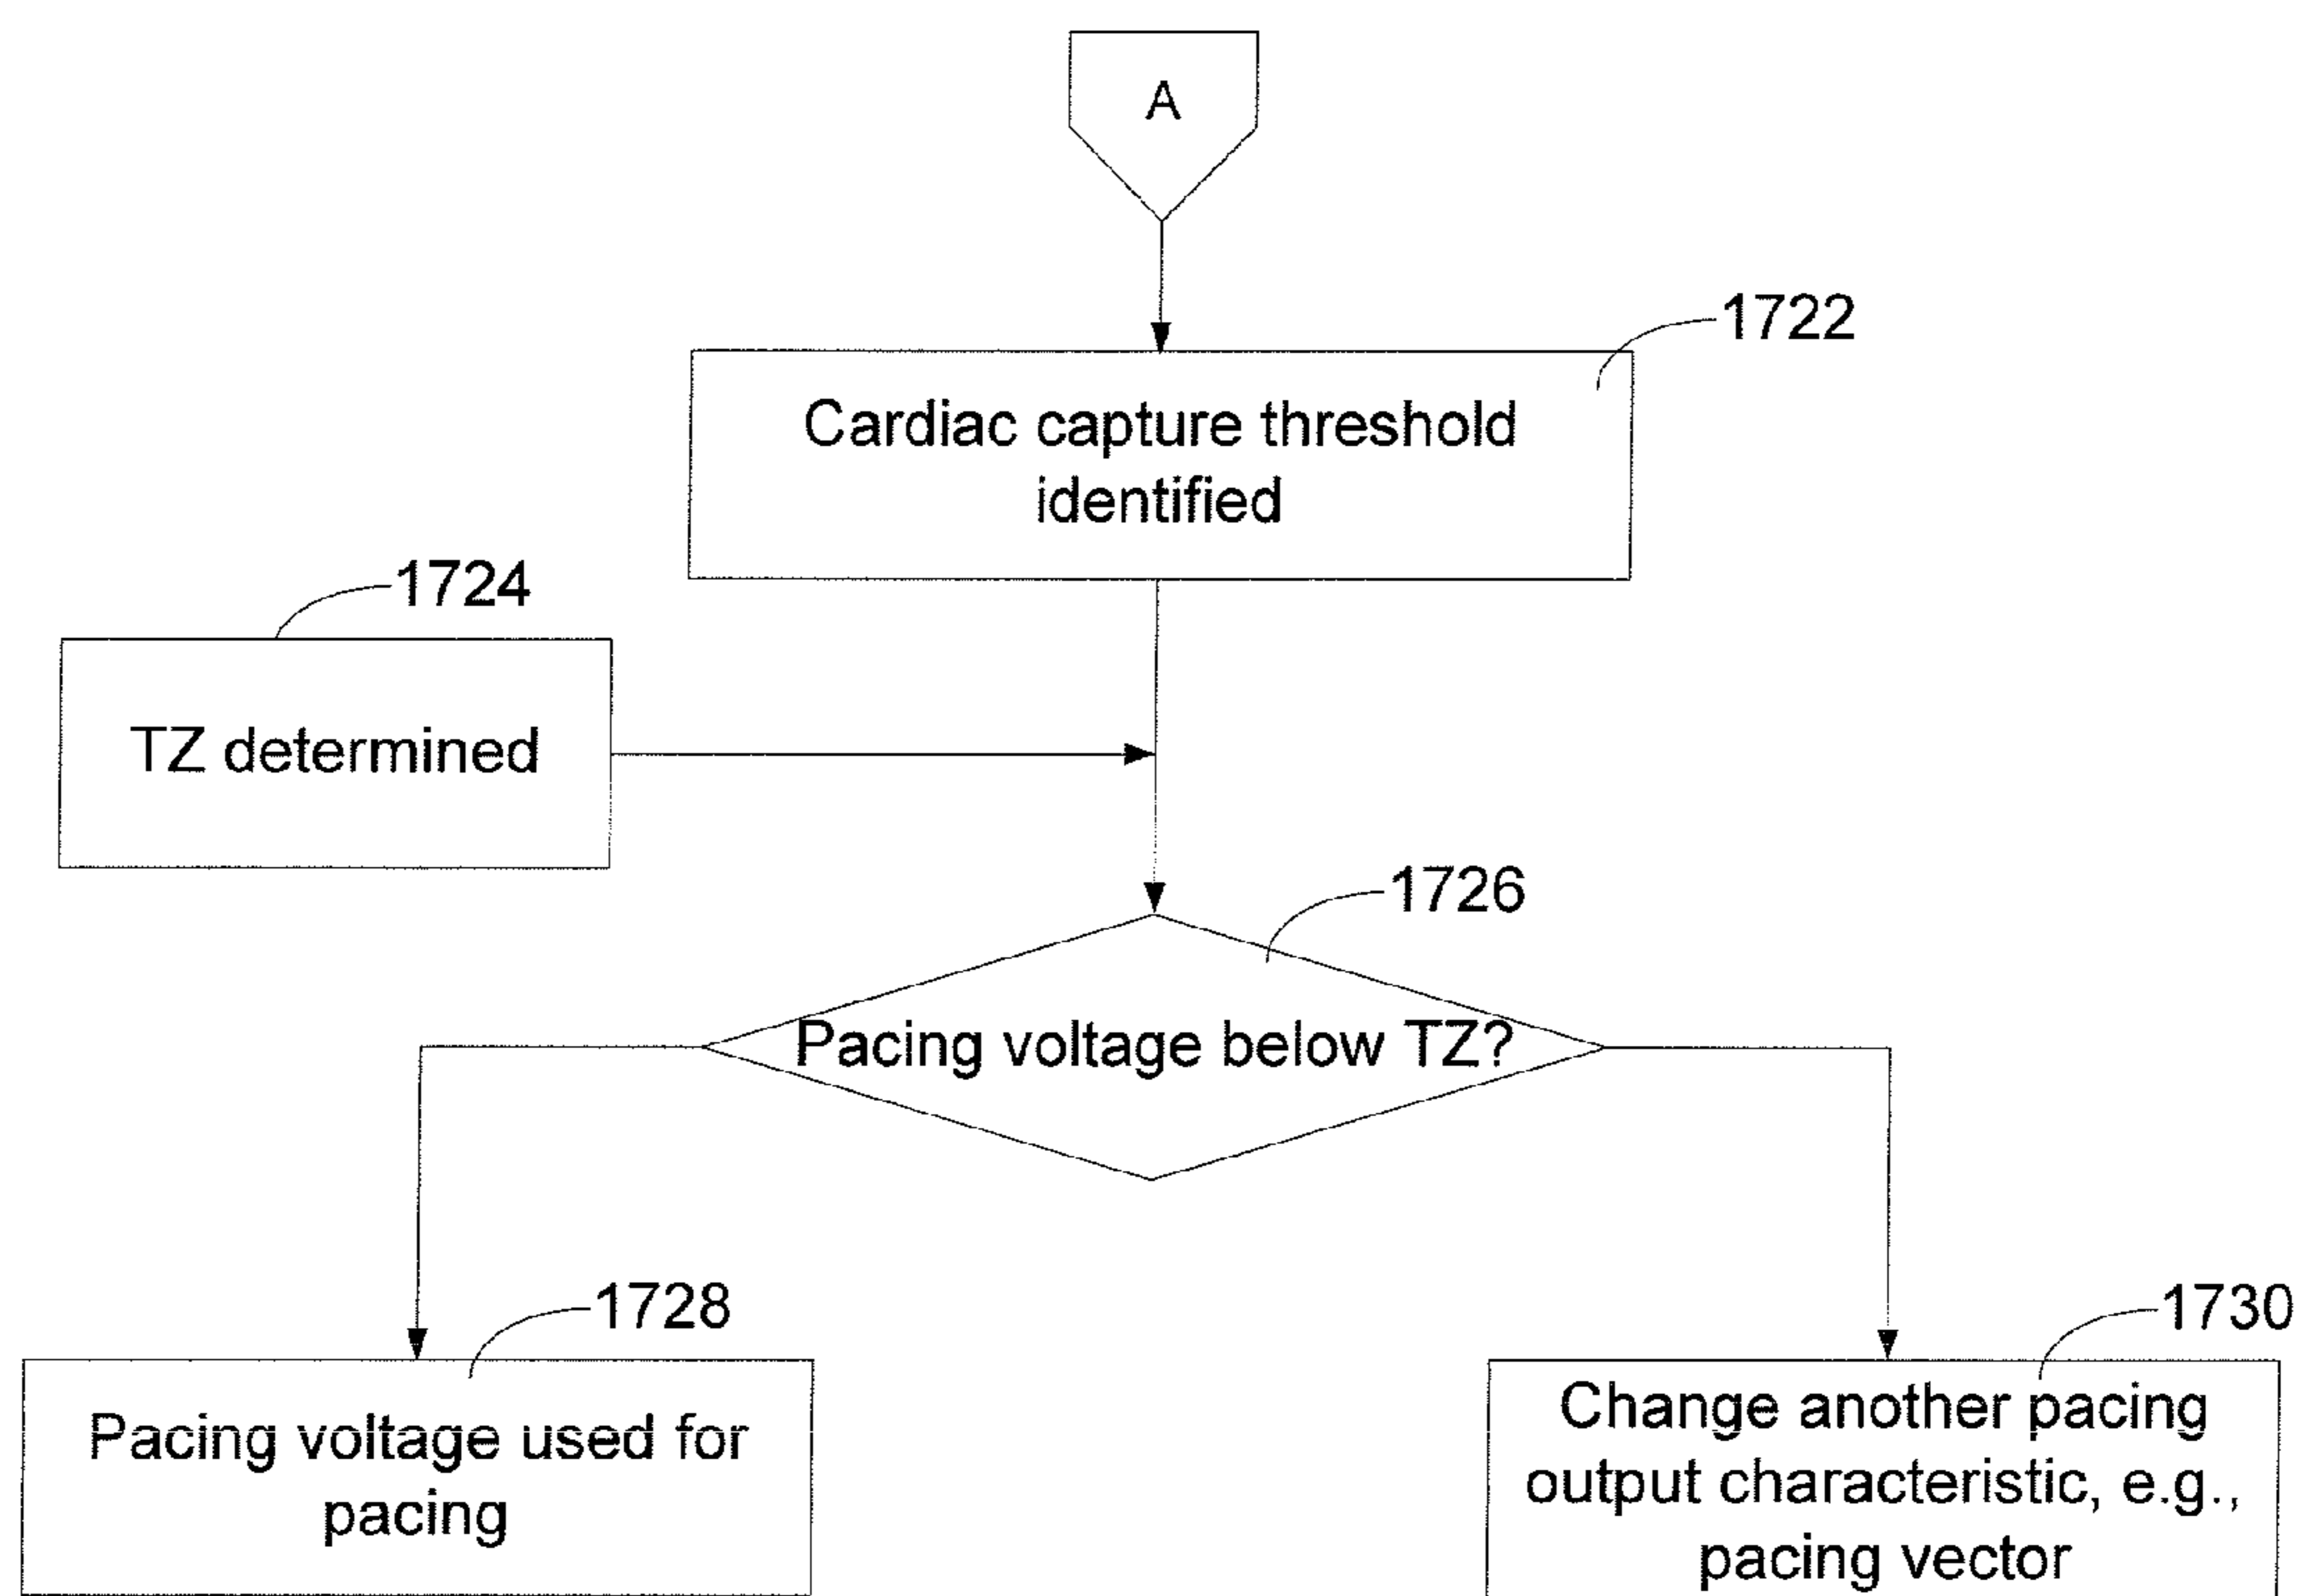 A
1722
Cardiac capture threshold
identified
1724
TZ determined
1726
Pacing voltage below TZ?
1728
Pacing voltage used for
pacing
1730
Change another pacing
output characteristic, e.g.,
pacing vector